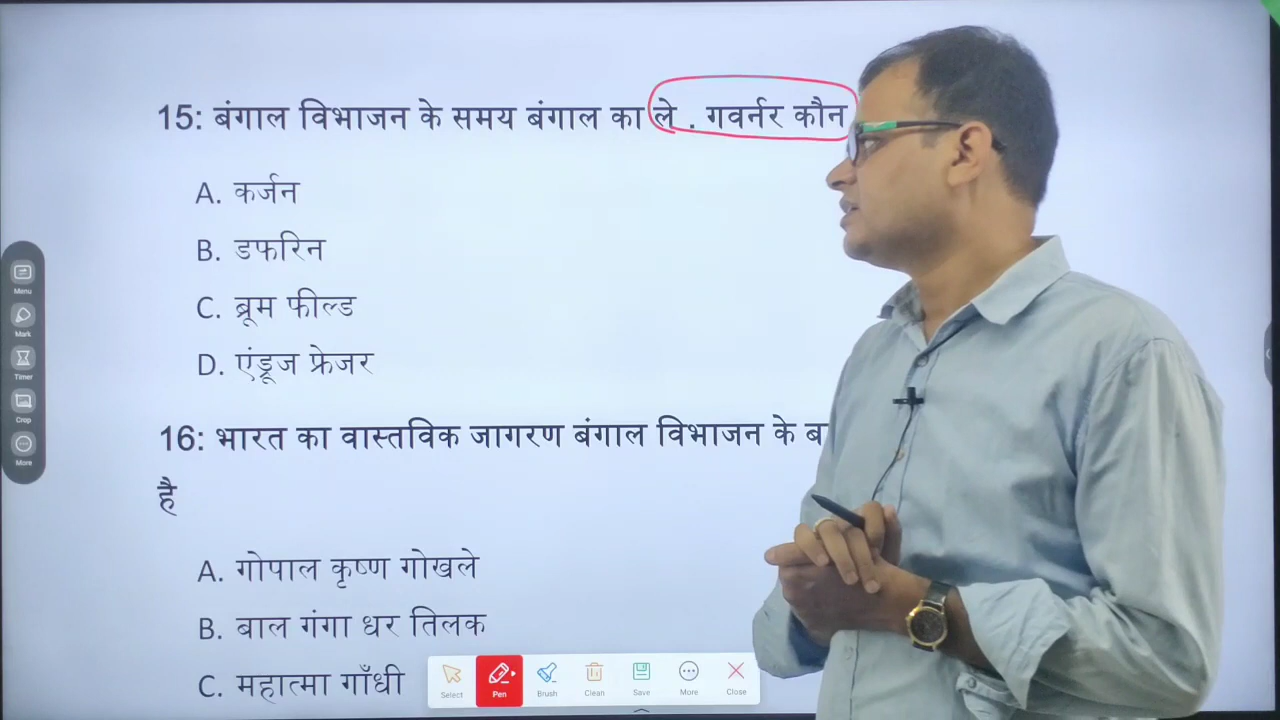 15: बंगाल विभाजन के समय बंगाल का ले . गवर्नर कौन
A. कर्जन
B. डफरिन
C. ब्रूम फील्ड
D. एंड्रूज फ्रेजर
16: भारत का वास्तविक जागरण बंगाल विभाजन के ब
है
A. गोपाल कृष्ण गोखले
B. बाल गंगा धर तिलक
C. महात्मा गाँधी
Menu
Mark
Timer
Crop
More
Select Pen Brush Clean Save More Close